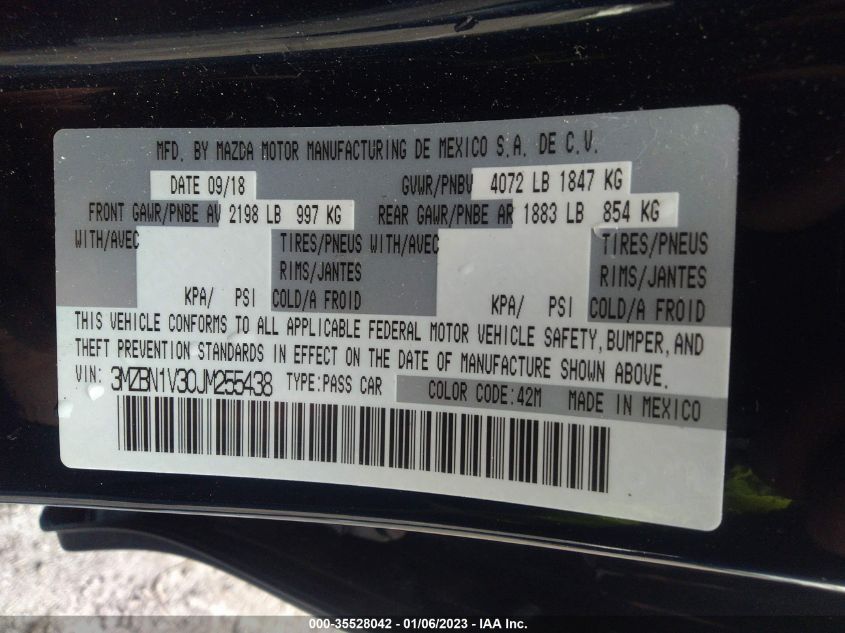 MFD. BY MAZDA MOTOR MANUFACTURING DE MEXICO S.A. DE C.V.
DATE 09/18 GVWR/PNBV 4072 LB 1847 KG
FRONT GAWR/PNBE AV 2198 LB 997 KG REAR GAWR/PNBE AR 1883 LB 854 KG
WITH/AVEC TIRES/PNEUS WITH/AVEC TIRES/PNEUS
RIMS/JANTES RIMS/JANTES
KPA/ PSI COLD/A FROID KPA/ PSI COLD/A FROID
THIS VEHICLE CONFORMS TO ALL APPLICABLE FEDERAL MOTOR VEHICLE SAFETY, BUMPER, AND
THEFT PREVENTION STANDARDS IN EFFECT ON THE DATE OF MANUFACTURE SHOWN ABOVE.
VIN: 3MZBN1V30JM255438 TYPE:PASS CAR COLOR CODE:42M MADE IN MEXICO
000-35528042 - 01/06/2023 - IAA Inc.